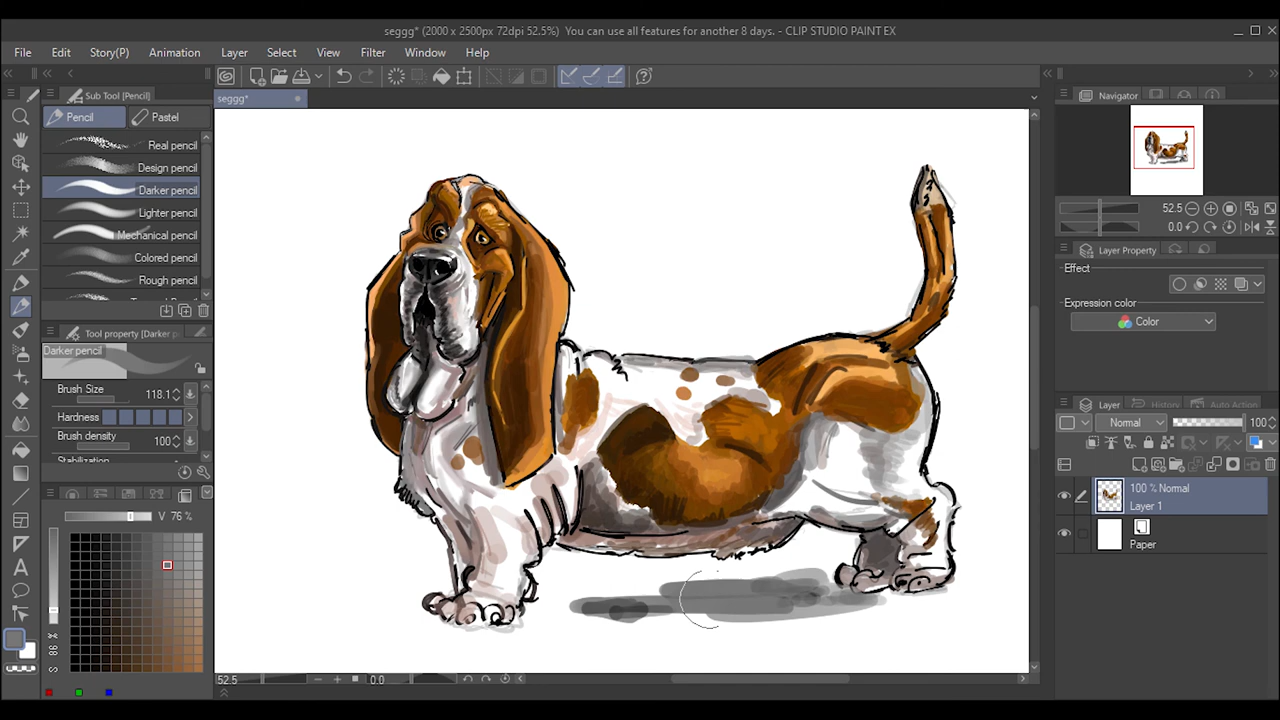 seggg* (2000 x 2500px 72dpi 52.5%) You can use all features for another 8 days. - CLIP STUDIO PAINT EX
File Edit Story(P) Animation Layer Select View Filter Window Help
Sub Tool [Pencil]
seggg*
Navigator
Pencil Pastel
Real pencil
Design pencil
Darker pencil
Lighter pencil
Mechanical pencil
Colored pencil
Rough pencil
52.5
0.0
Layer Property
Effect
Expression color
Color
Tool property [Darker p
Darker pencil
Brush Size 118.1
Hardness
Brush density 100
Layer History Auto Action
Normal 100
V 76 %
100 % Normal
Layer 1
Paper
52.5 0.0